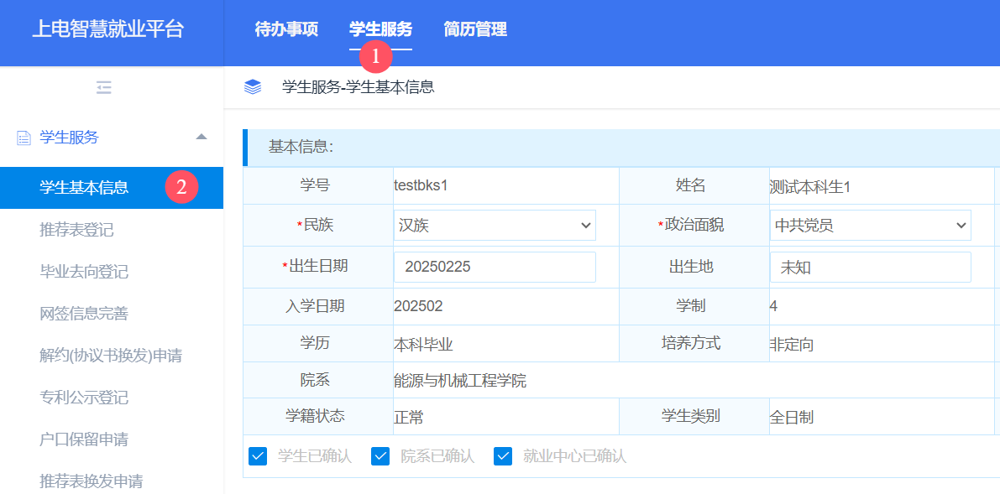 上电智慧就业平台 待办事项 学生服务 简历管理
1
学生服务-学生基本信息
学生服务
基本信息:
学生基本信息 2
推荐表登记
毕业去向登记
网签信息完善
解约(协议书换发)申请
专利公示登记
户口保留申请
推荐表换发申请
学号 testbks1 姓名 测试本科生1
*民族 汉族 *政治面貌 中共党员
*出生日期 20250225 出生地 未知
入学日期 202502 学制 4
学历 本科毕业 培养方式 非定向
院系 能源与机械工程学院
学籍状态 正常 学生类别 全日制
学生已确认 院系已确认 就业中心已确认